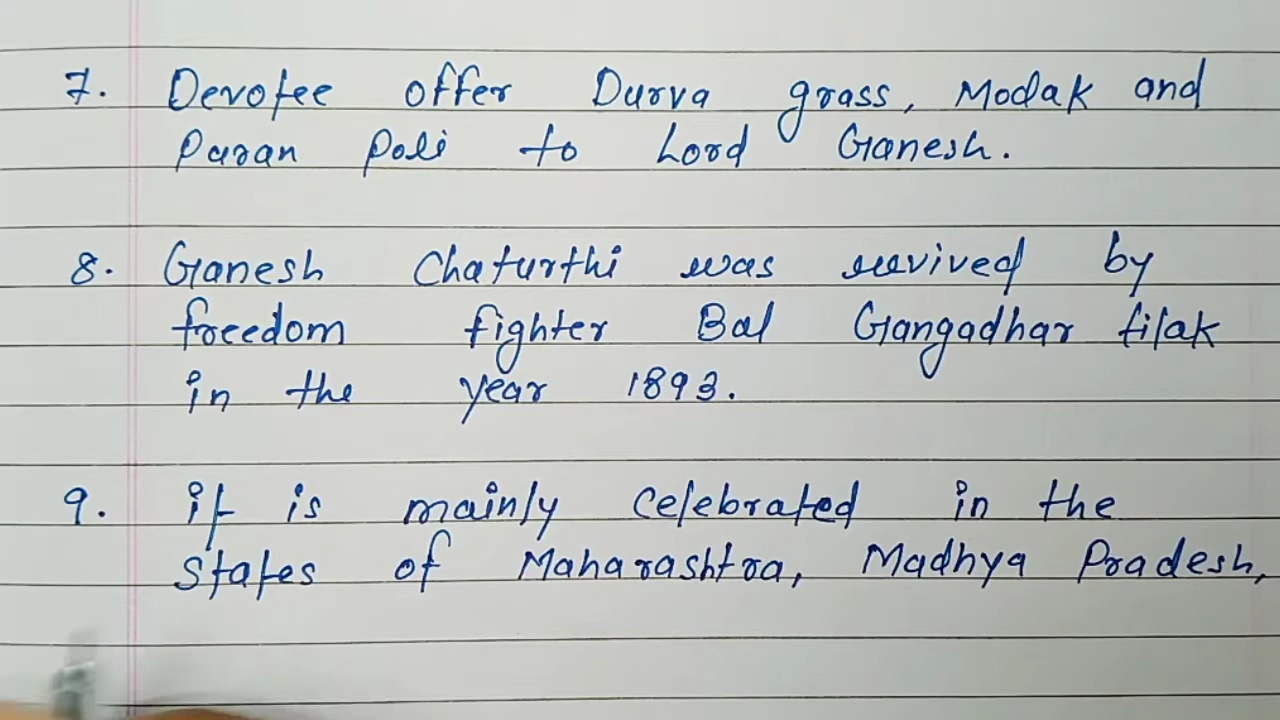 7. Devotee offer Durva grass, Modak and
Paran Poli to Lord Ganesh.
8. Ganesh Chaturthi was revived by
freedom fighter Bal Gangadhar tilak
in the year 1893.
9. it is mainly celebrated in the
states of Maharashtra, Madhya Pradesh,